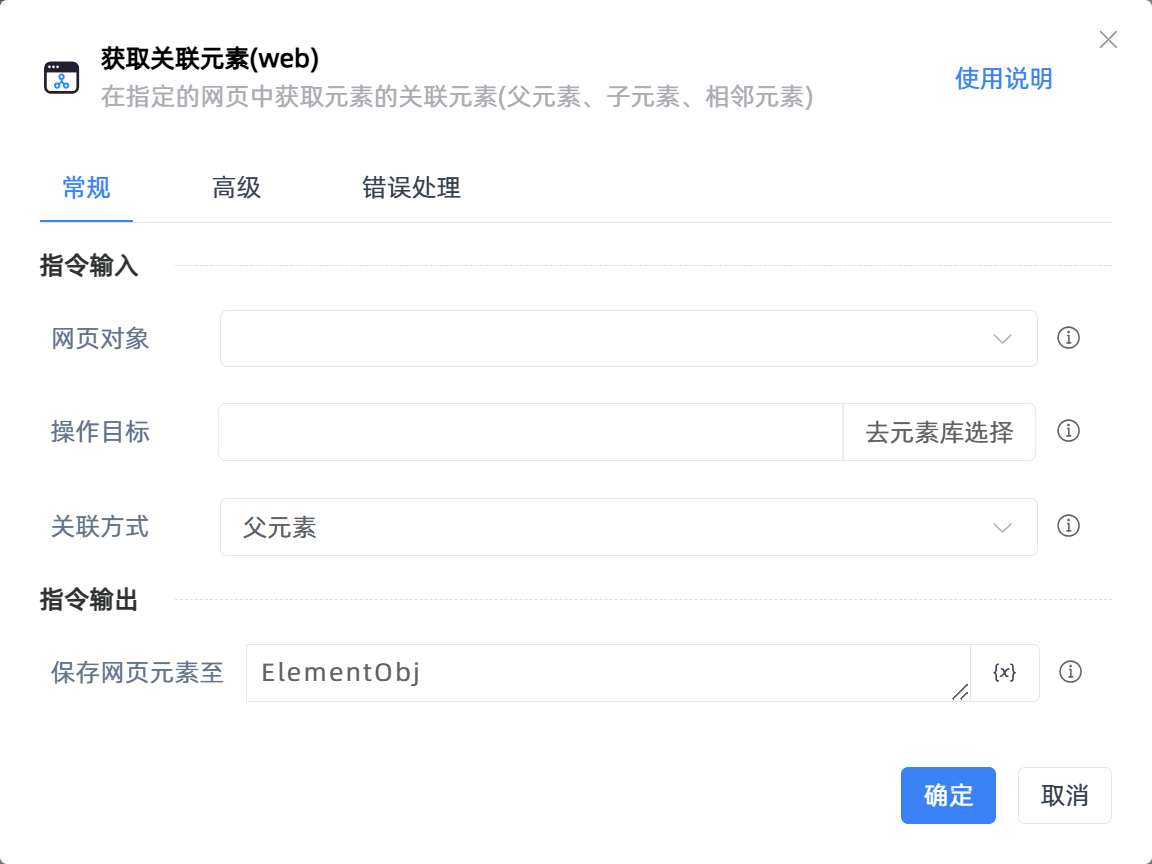 获取关联元素(web)
在指定的网页中获取元素的关联元素(父元素、子元素、相邻元素)
使用说明
常规 高级 错误处理
指令输入
网页对象
操作目标 去元素库选择
关联方式 父元素
指令输出
保存网页元素至 ElementObj {x}
确定 取消